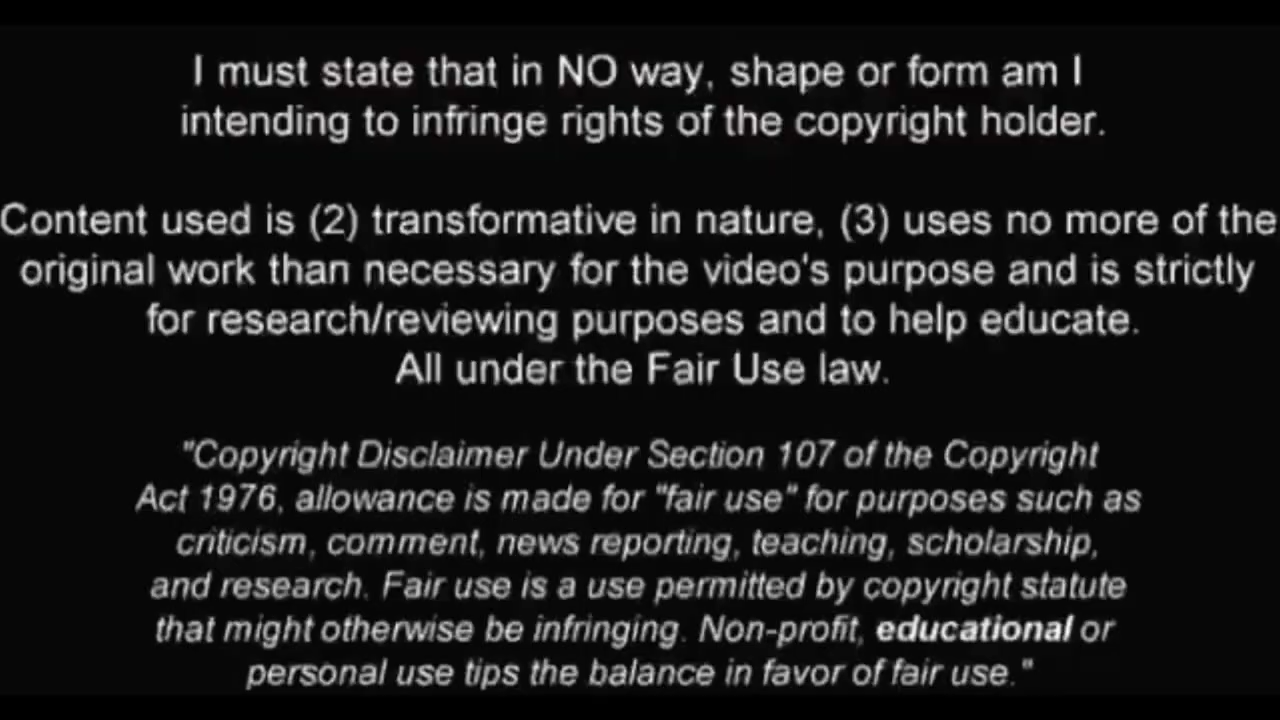 I must state that in NO way, shape or form am I
intending to infringe rights of the copyright holder.
Content used is (2) transformative in nature, (3) uses no more of the
original work than necessary for the video's purpose and is strictly
for research/reviewing purposes and to help educate.
All under the Fair Use law.
"Copyright Disclaimer Under Section 107 of the Copyright
Act 1976, allowance is made for "fair use" for purposes such as
criticism, comment, news reporting, teaching, scholarship,
and research. Fair use is a use permitted by copyright statute
that might otherwise be infringing. Non-profit, educational or
personal use tips the balance in favor of fair use."